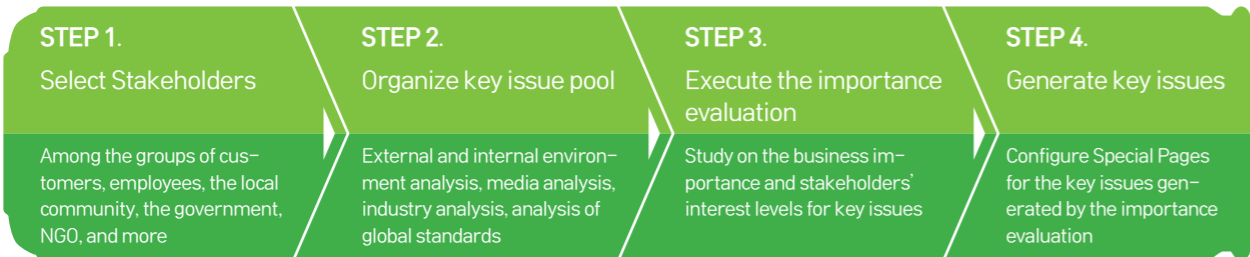 STEP 1.
Select Stakeholders
Among the groups of cus-
tomers, employees, the local
community, the government,
NGO, and more
STEP 2.
Organize key issue pool
External and internal environ-
ment analysis, media analysis,
industry analysis, analysis of
global standards
STEP 3.
Execute the importance
evaluation
Study on the business im-
portance and stakeholders'
interest levels for key issues
STEP 4.
Generate key issues
Configure Special Pages
for the key issues gen-
erated by the importance
evaluation